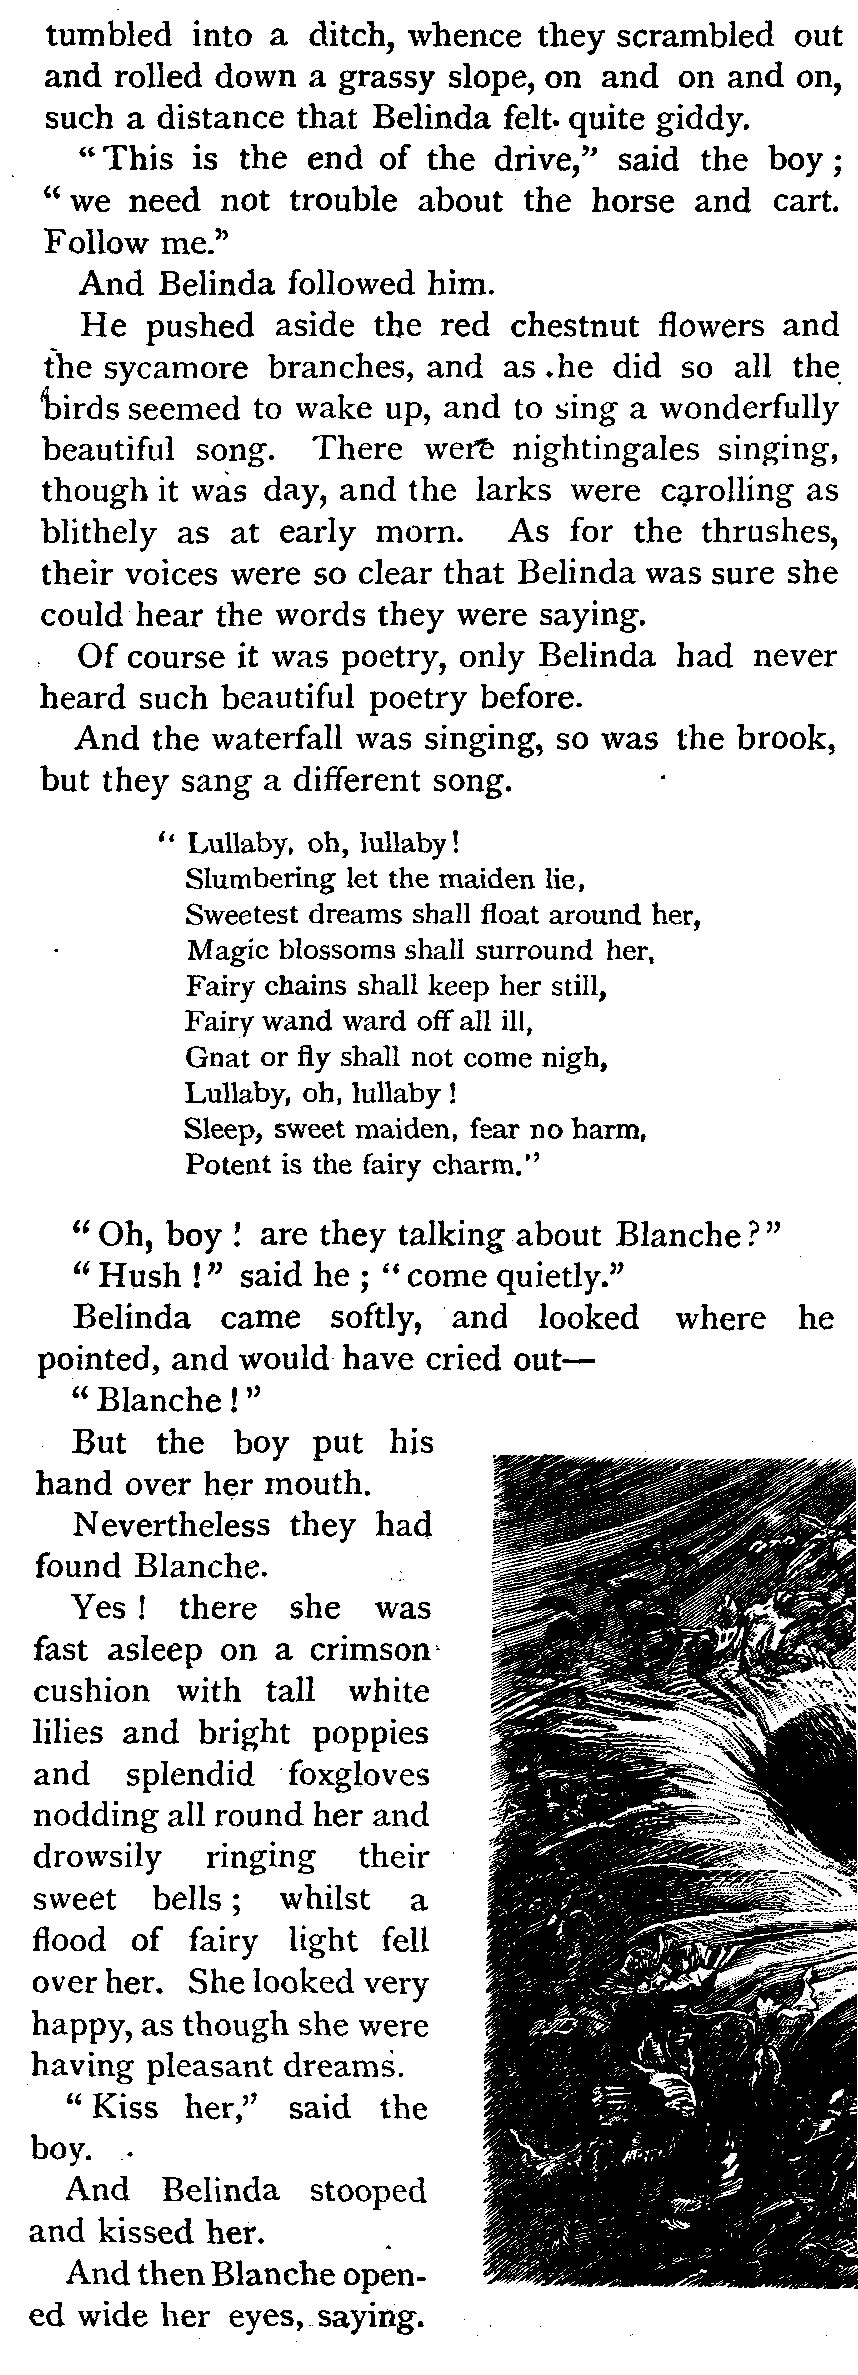 tumbled into a ditch, whence they scrambled out
and rolled down a grassy slope, on and on and on,
such a distance that Belinda felt quite giddy.
"This is the end of the drive," said the boy;
"we need not trouble about the horse and cart.
Follow me."
And Belinda followed him.
He pushed aside the red chestnut flowers and
the sycamore branches, and as he did so all the
birds seemed to wake up, and to sing a wonderfully
beautiful song. There were nightingales singing,
though it was day, and the larks were carolling as
blithely as at early morn. As for the thrushes,
their voices were so clear that Belinda was sure she
could hear the words they were saying.
Of course it was poetry, only Belinda had never
heard such beautiful poetry before.
And the waterfall was singing, so was the brook,
but they sang a different song.
"Lullaby, oh, lullaby!
Slumbering let the maiden lie,
Sweetest dreams shall float around her,
Magic blossoms shall surround her,
Fairy chains shall keep her still,
Fairy wand ward off all ill,
Gnat or fly shall not come nigh,
Lullaby, oh, lullaby!
Sleep, sweet maiden, fear no harm,
Potent is the fairy charm."
"Oh, boy! are they talking about Blanche?"
"Hush!" said he; "come quietly."
Belinda came softly, and looked where he
pointed, and would have cried out—
"Blanche!"
But the boy put his
hand over her mouth.
Nevertheless they had
found Blanche.
Yes! there she was
fast asleep on a crimson
cushion with tall white
lilies and bright poppies
and splendid foxgloves
nodding all round her and
drowsily ringing their
sweet bells; whilst a
flood of fairy light fell
over her. She looked very
happy, as though she were
having pleasant dreams.
"Kiss her," said the
boy.
And Belinda stooped
and kissed her.
And then Blanche open-
ed wide her eyes, saying.